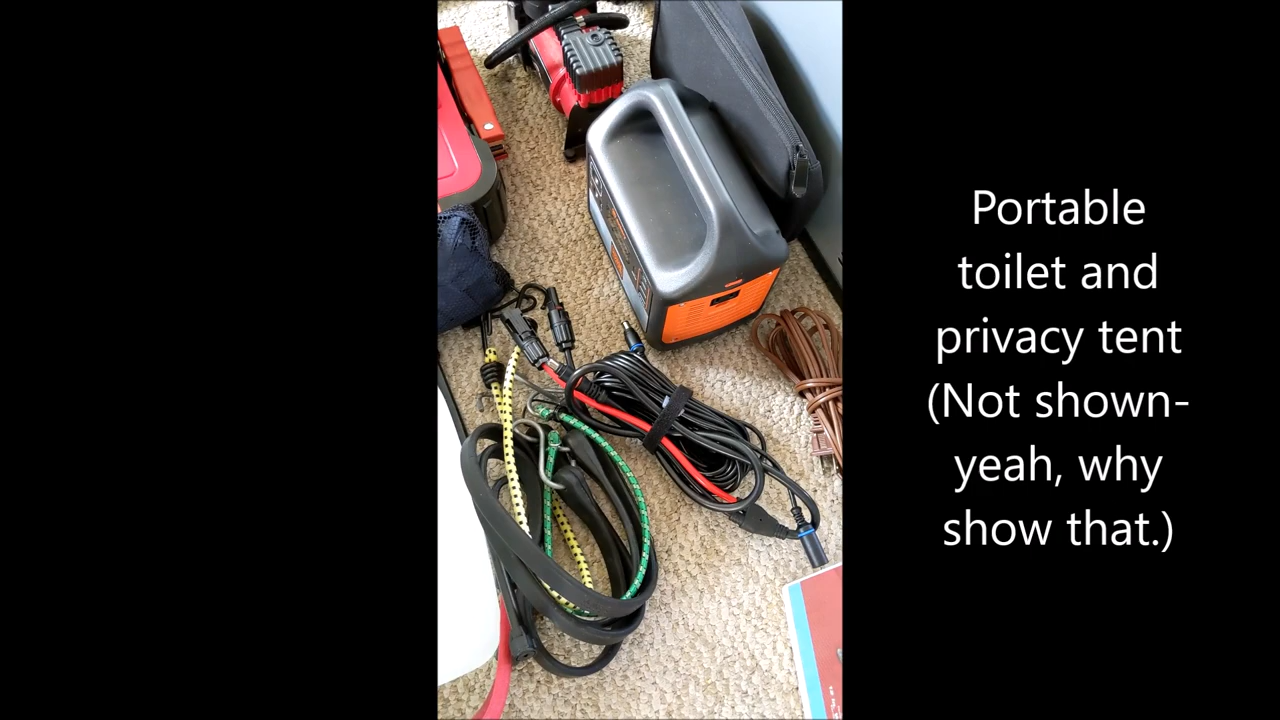 Portable
toilet and
privacy tent
(Not shown-
yeah, why
show that.)